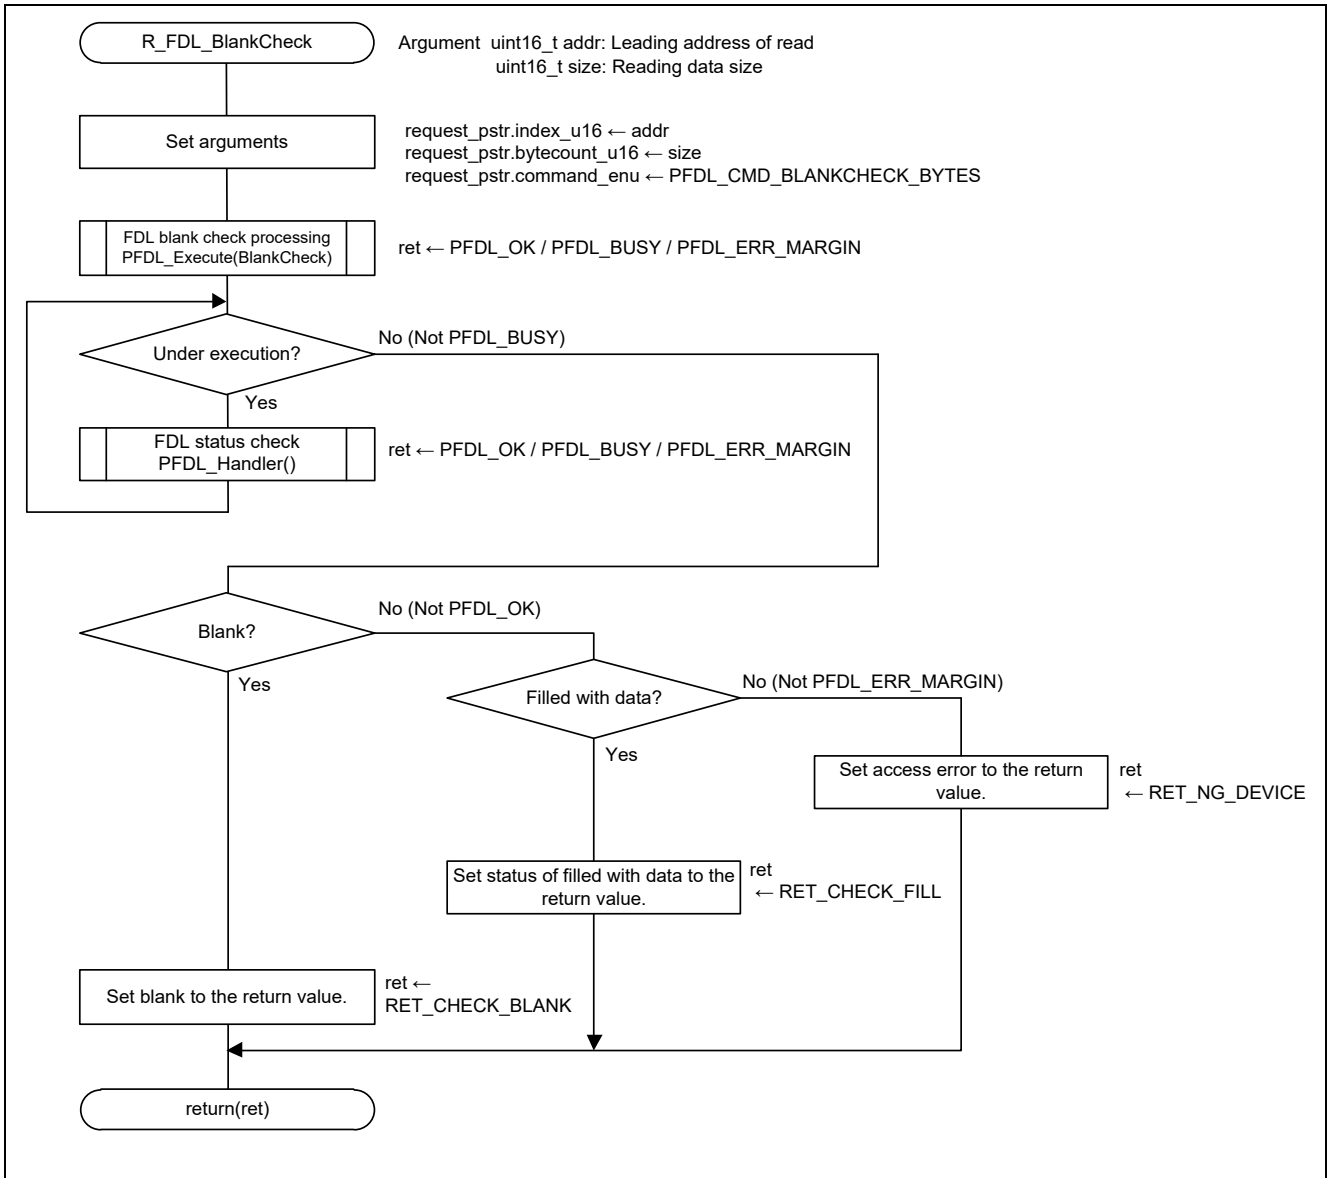 R_FDL_BlankCheck
Argument uint16_t addr: Leading address of read
uint16_t size: Reading data size
Set arguments
request_pstr.index_u16 ← addr
request_pstr.bytecount_u16 ← size
request_pstr.command_enu ← PFDL_CMD_BLANKCHECK_BYTES
FDL blank check processing
PFDL_Execute(BlankCheck)
ret ← PFDL_OK / PFDL_BUSY / PFDL_ERR_MARGIN
Under execution?
No (Not PFDL_BUSY)
Yes
FDL status check
PFDL_Handler()
ret ← PFDL_OK / PFDL_BUSY / PFDL_ERR_MARGIN
Blank?
No (Not PFDL_OK)
Yes
Filled with data?
No (Not PFDL_ERR_MARGIN)
Yes
Set access error to the return
value.
ret
← RET_NG_DEVICE
Set status of filled with data to the
return value.
ret
← RET_CHECK_FILL
Set blank to the return value.
ret ←
RET_CHECK_BLANK
return(ret)